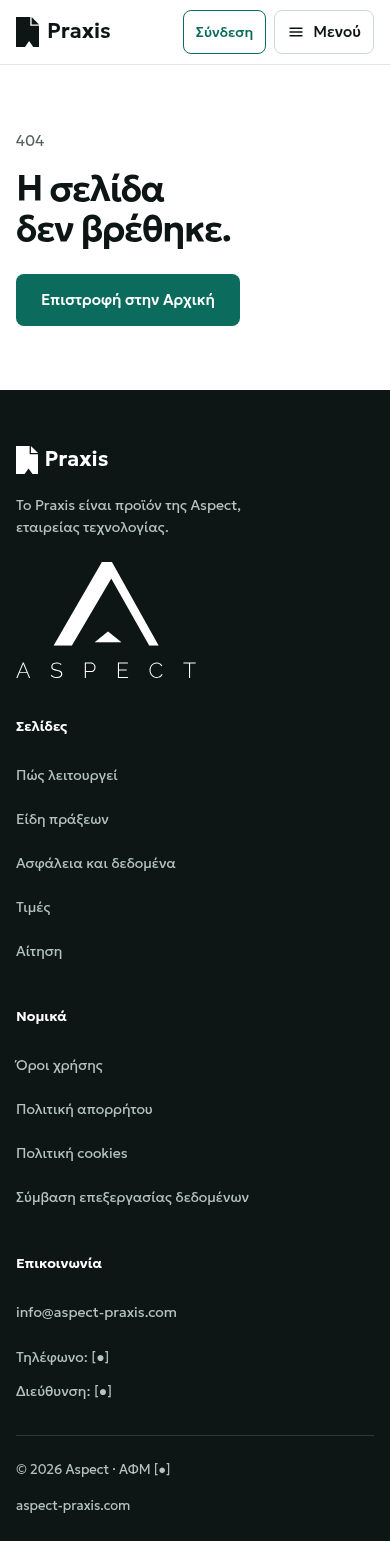 Praxis
Σύνδεση
Μενού
404
Η σελίδα
δεν βρέθηκε.
Επιστροφή στην Αρχική
Praxis
Το Praxis είναι προϊόν της Aspect,
εταιρείας τεχνολογίας.
ASPECT
Σελίδες
Πώς λειτουργεί
Είδη πράξεων
Ασφάλεια και δεδομένα
Τιμές
Αίτηση
Νομικά
Όροι χρήσης
Πολιτική απορρήτου
Πολιτική cookies
Σύμβαση επεξεργασίας δεδομένων
Επικοινωνία
info@aspect-praxis.com
Τηλέφωνο: [●]
Διεύθυνση: [●]
© 2026 Aspect · ΑΦΜ [●]
aspect-praxis.com